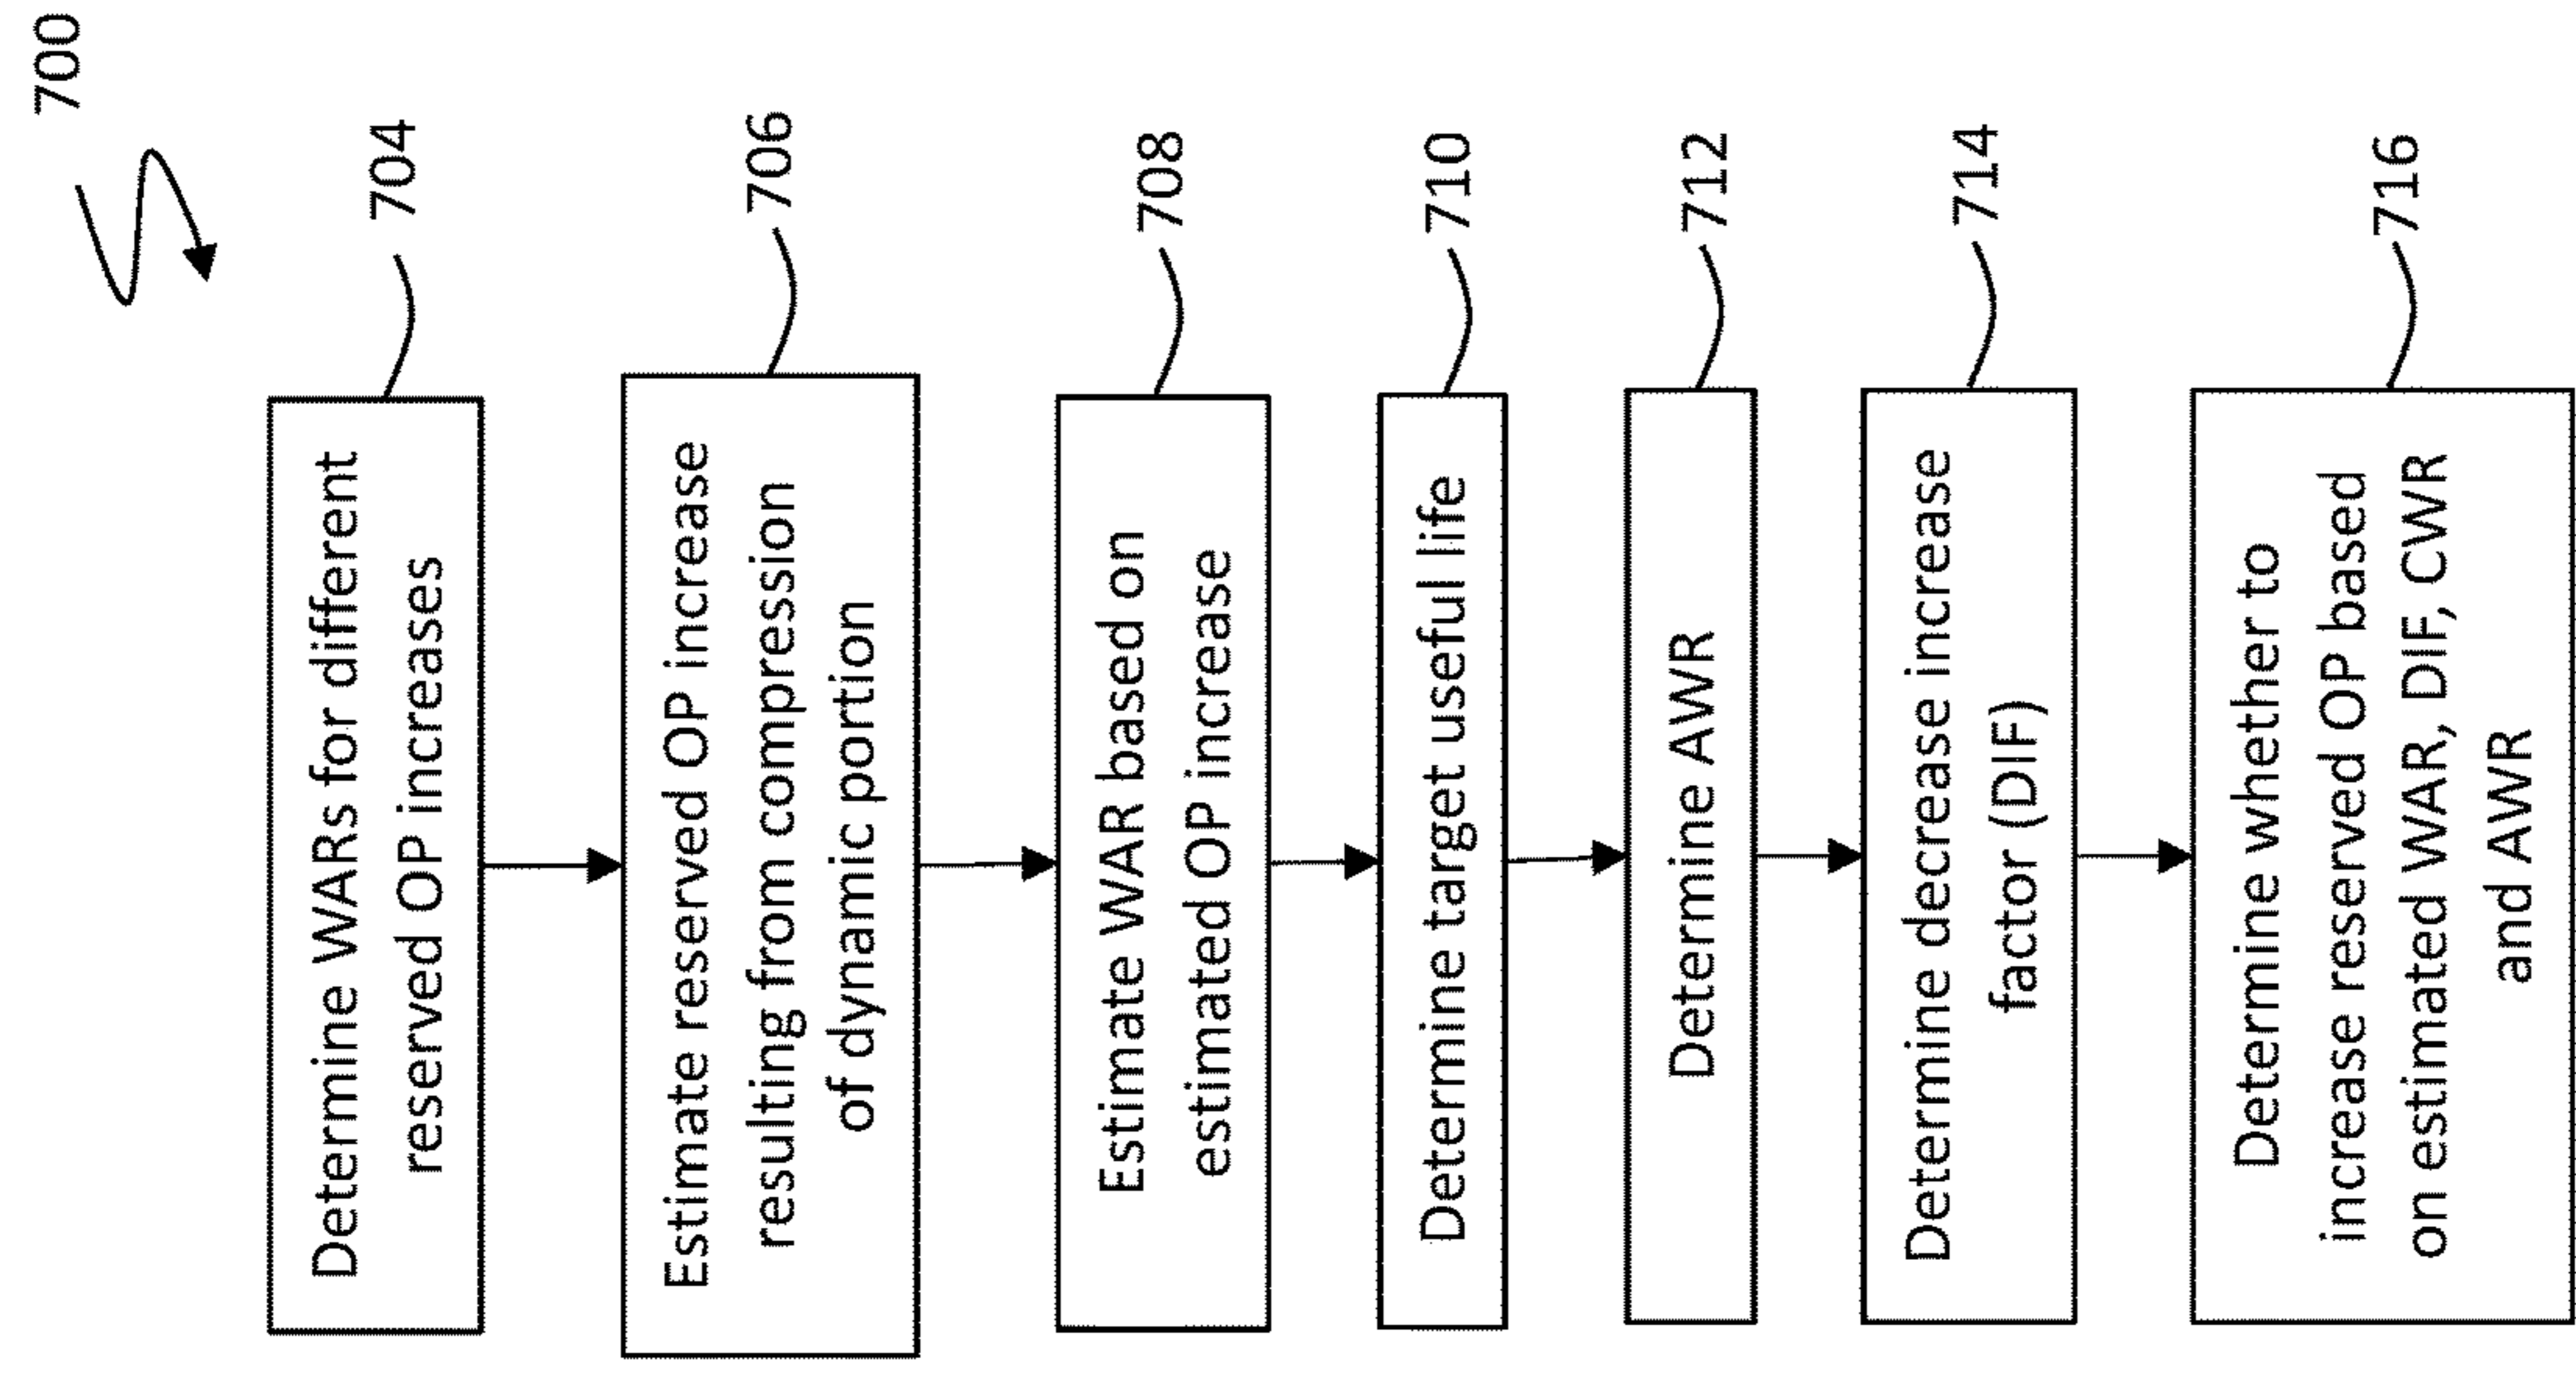 700
Determine WARs for different
reserved OP increases
704
Estimate reserved OP increase
resulting from compression
of dynamic portion
706
Estimate WAR based on
estimated OP increase
708
Determine target useful life
710
Determine AWR
712
Determine decrease increase
factor (DIF)
714
Determine whether to
increase reserved OP based
on estimated WAR, DIF, CWR
and AWR
716